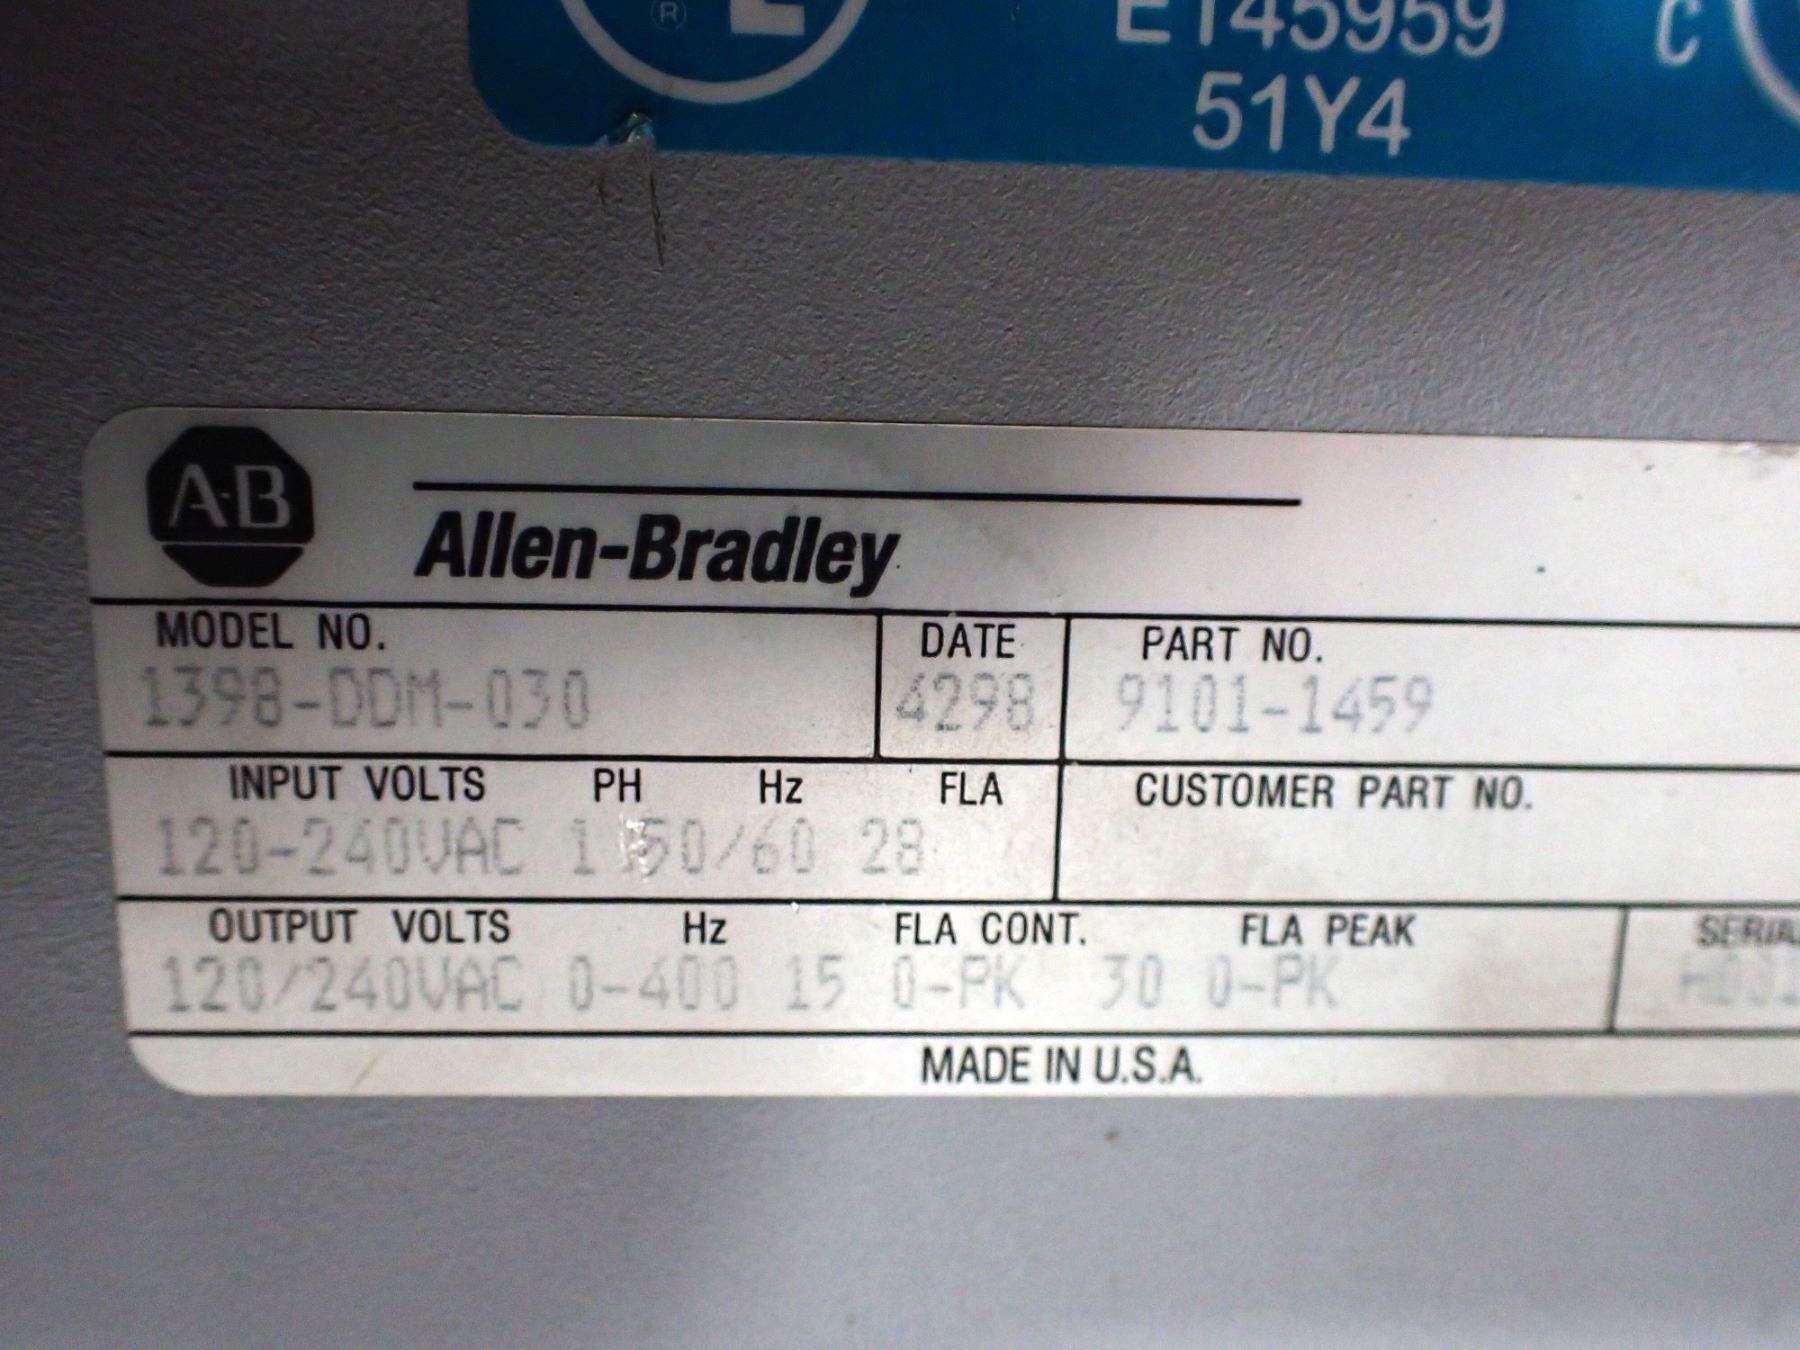 ®
E145959
C
51Y4
A-B
Allen-Bradley
MODEL NO. DATE PART NO.
1398-DDM-030 4298 9101-1459
INPUT VOLTS PH Hz FLA CUSTOMER PART NO.
120-240VAC 1 50/60 28
OUTPUT VOLTS Hz FLA CONT. FLA PEAK
120/240VAC 0-400 15 0-PK 30 0-PK
MADE IN U.S.A.